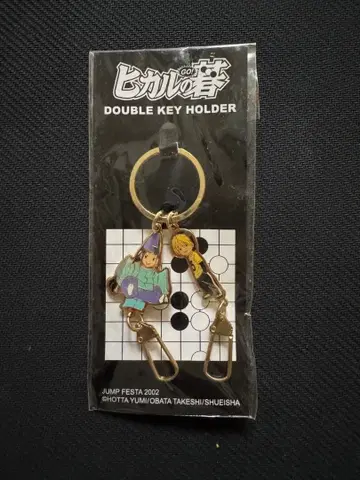 ヒカルの碁
GO!
DOUBLE KEY HOLDER
JUMP FESTA 2002
©HOTTA YUMI/OBATA TAKESHI/SHUEISHA